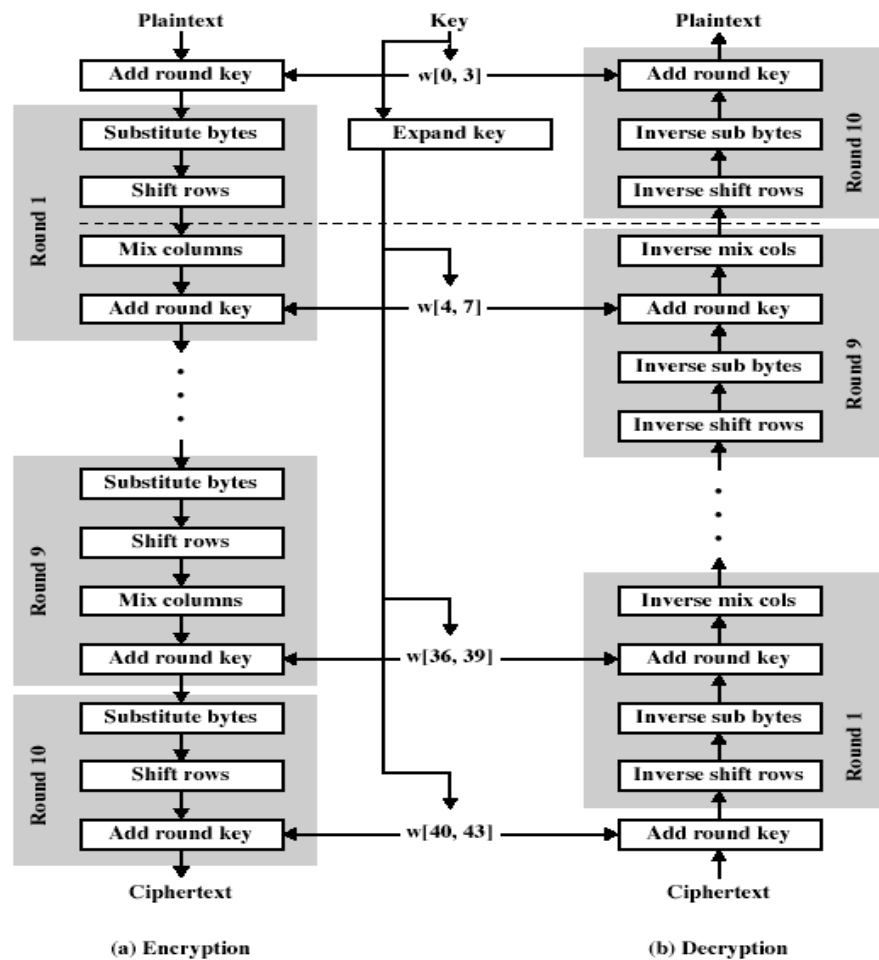 Plaintext
Key
Plaintext
Add round key
w[0, 3]
Add round key
Substitute bytes
Expand key
Inverse sub bytes
Shift rows
Inverse shift rows
Round 1
Round 10
Mix columns
Inverse mix cols
Add round key
w[4, 7]
Add round key
Inverse sub bytes
Inverse shift rows
Round 9
Substitute bytes
Shift rows
Mix columns
Inverse mix cols
Round 9
Add round key
w[36, 39]
Add round key
Substitute bytes
Inverse sub bytes
Shift rows
Inverse shift rows
Round 10
Round 1
Add round key
w[40, 43]
Add round key
Ciphertext
Ciphertext
(a) Encryption
(b) Decryption